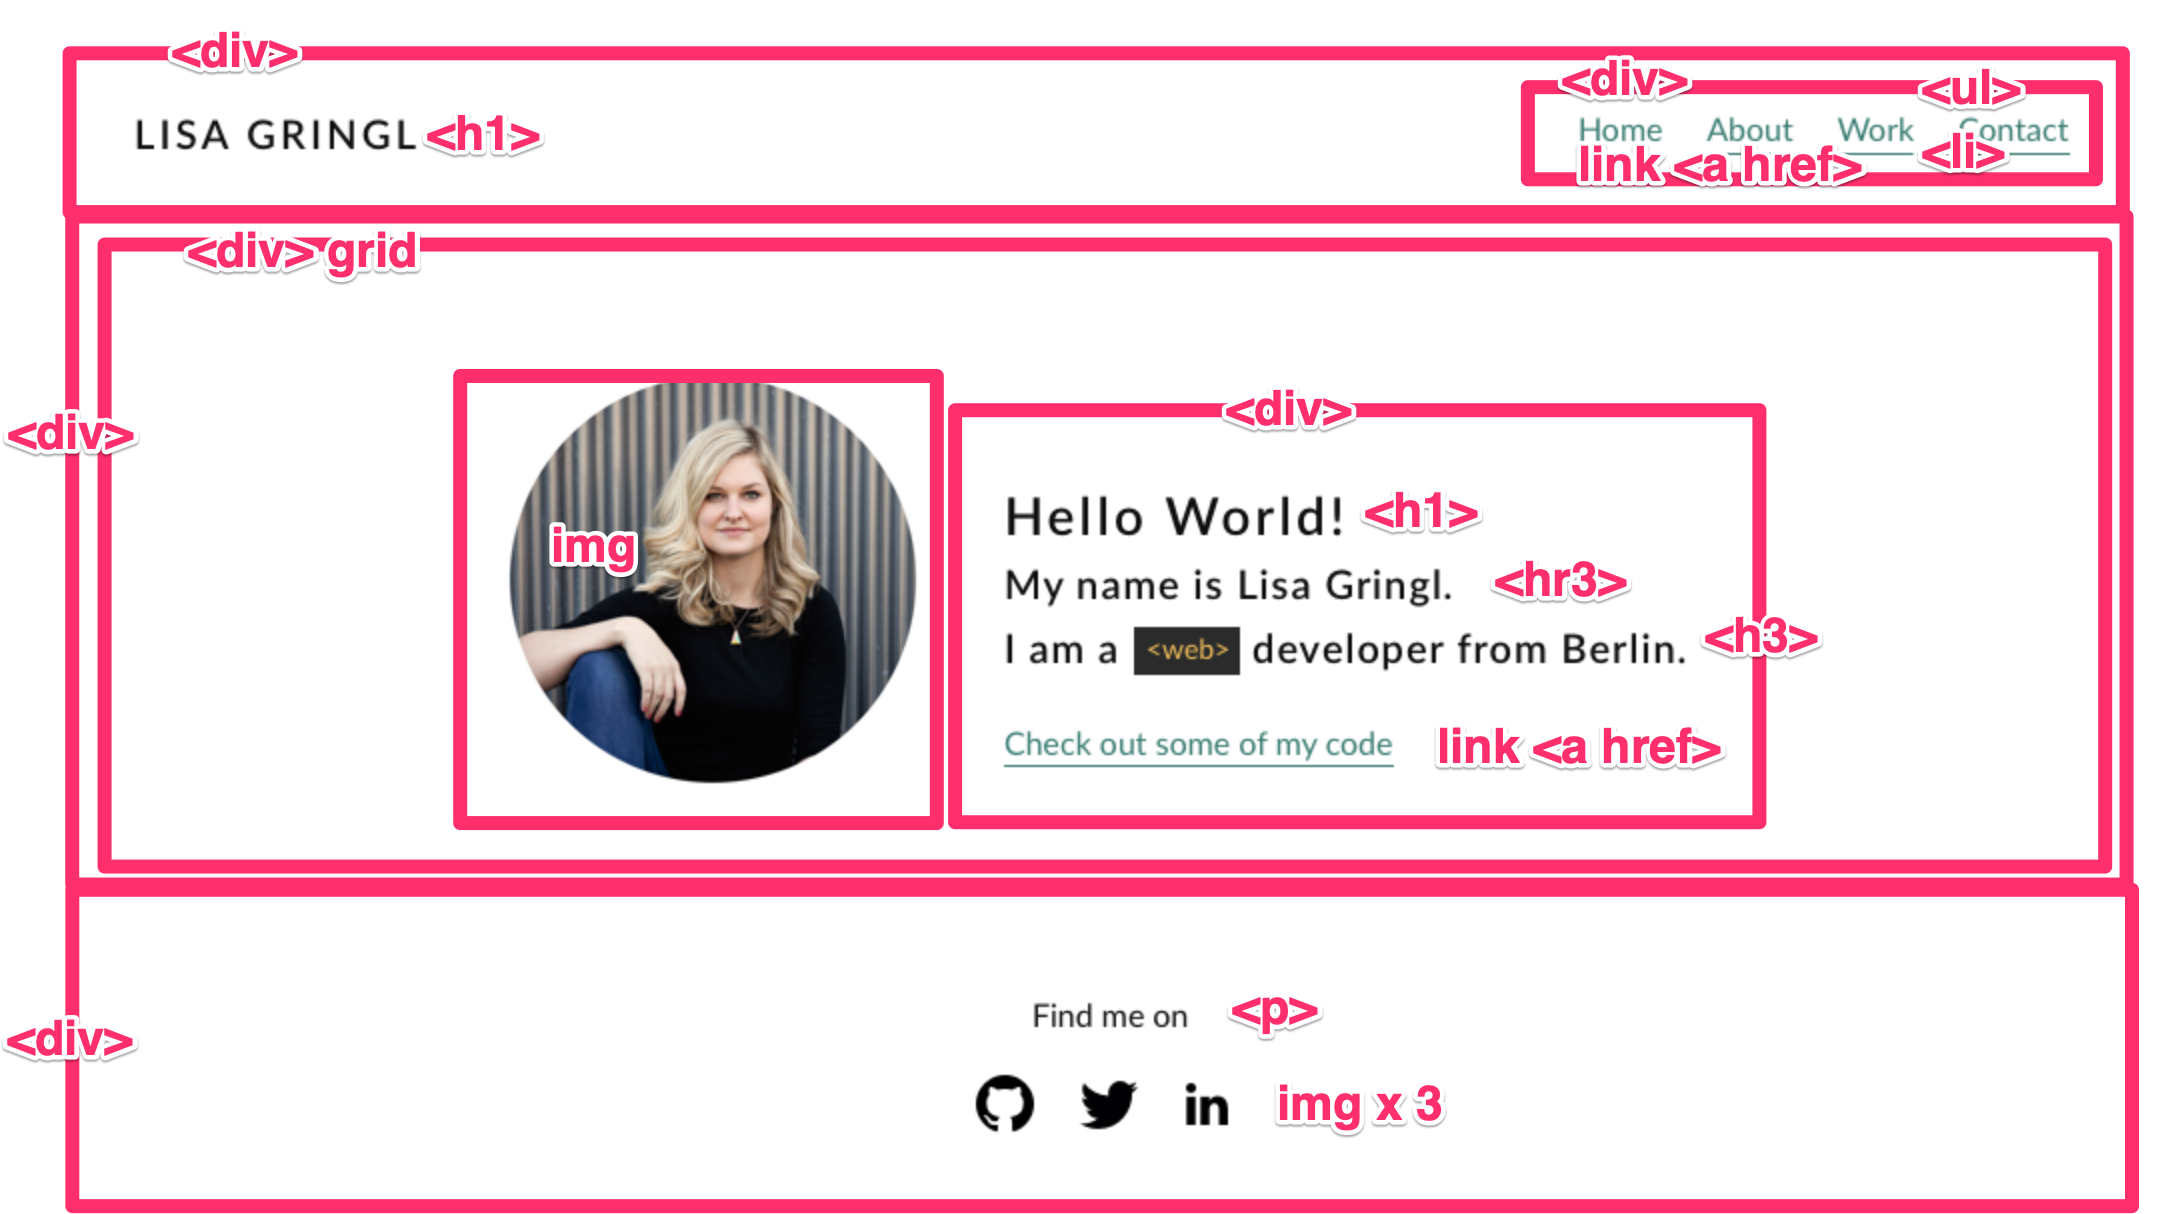 <div>
LISA GRINGL <h1>
<div> <ul>
Home About Work Contact
link <a href> <li>
<div> grid
<div>
img
<div>
Hello World! <h1>
My name is Lisa Gringl. <hr3>
I am a <web> developer from Berlin. <h3>
Check out some of my code link <a href>
<div>
Find me on <p>
in img x 3